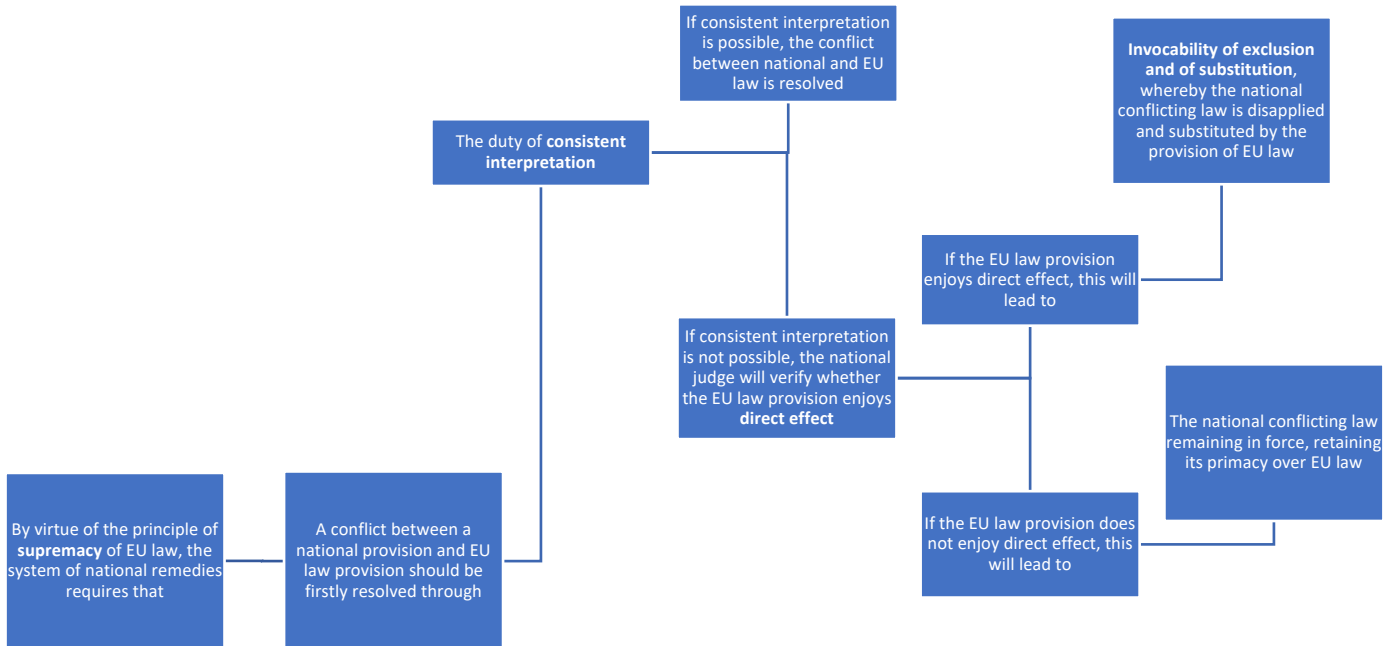 By virtue of the principle of
supremacy of EU law, the
system of national remedies
requires that
A conflict between a
national provision and EU
law provision should be
firstly resolved through
The duty of consistent
interpretation
If consistent interpretation
is possible, the conflict
between national and EU
law is resolved
If consistent interpretation
is not possible, the national
judge will verify whether
the EU law provision enjoys
direct effect
If the EU law provision
enjoys direct effect, this will
lead to
Invocability of exclusion
and of substitution,
whereby the national
conflicting law is disapplied
and substituted by the
provision of EU law
If the EU law provision does
not enjoy direct effect, this
will lead to
The national conflicting law
remaining in force, retaining
its primacy over EU law